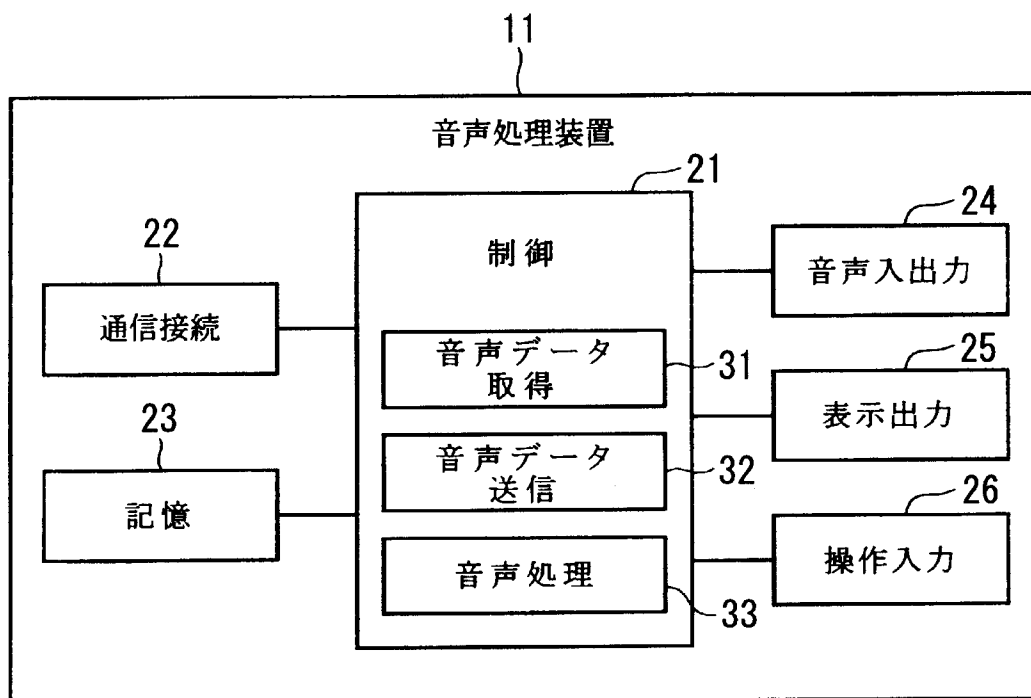 11
音声処理装置
21
制御
22
通信接続
23
記憶
音声データ
取得
31
音声データ
送信
32
音声処理
33
24
音声入出力
25
表示出力
26
操作入力